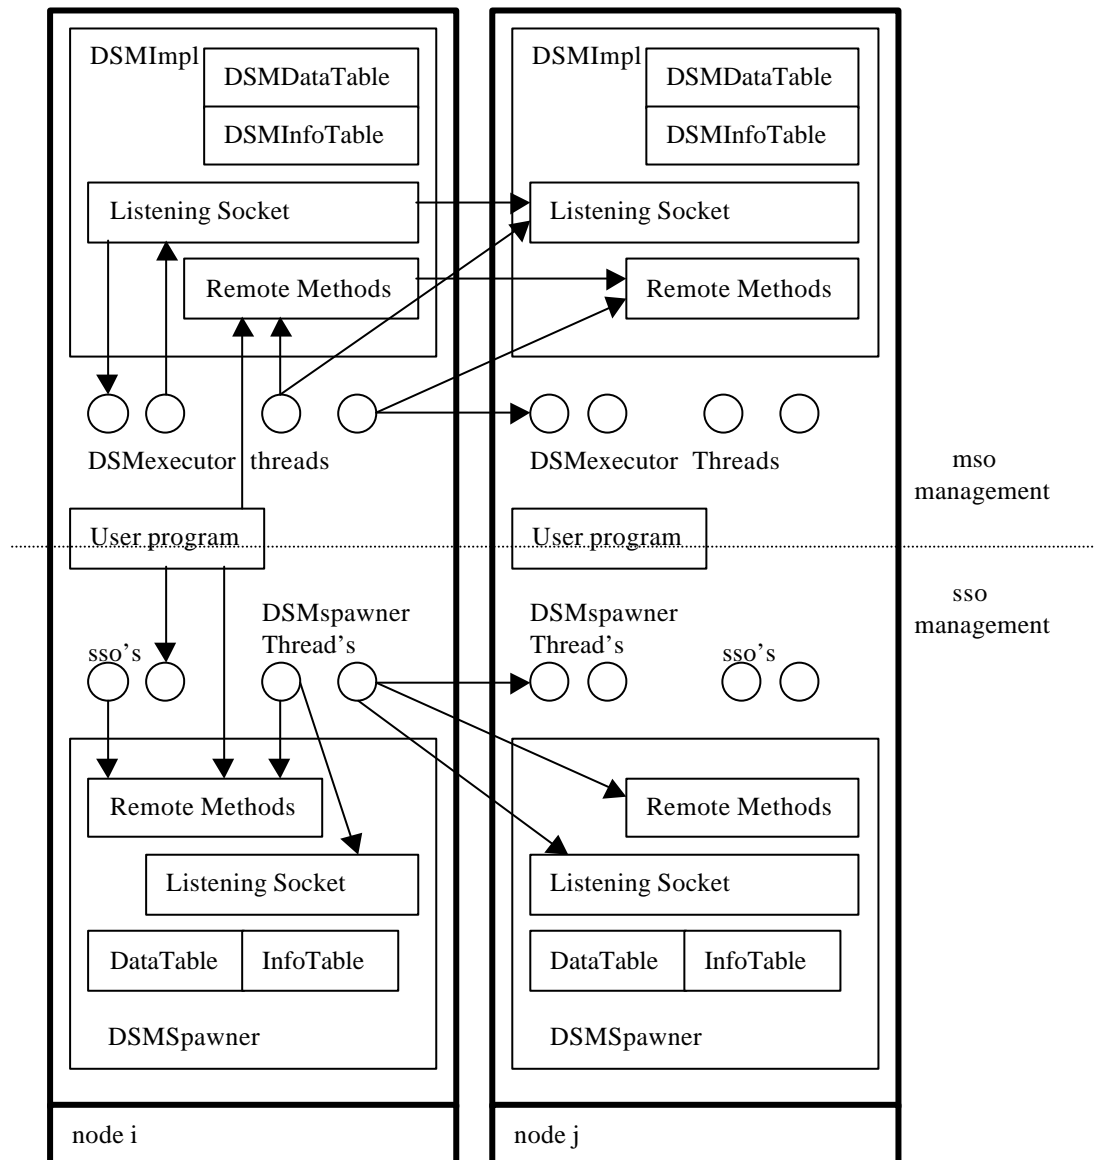 DSMImpl
DSMDataTable
DSMInfoTable
Listening Socket
Remote Methods
DSMexecutor threads
User program
DSMspawner
Thread's
sso's
Remote Methods
Listening Socket
DataTable
InfoTable
DSMSpawner
node i
DSMImpl
DSMDataTable
DSMInfoTable
Listening Socket
Remote Methods
DSMexecutor Threads
User program
DSMspawner
Thread's
sso's
Remote Methods
Listening Socket
DataTable
InfoTable
DSMSpawner
node j
mso
management
sso
management